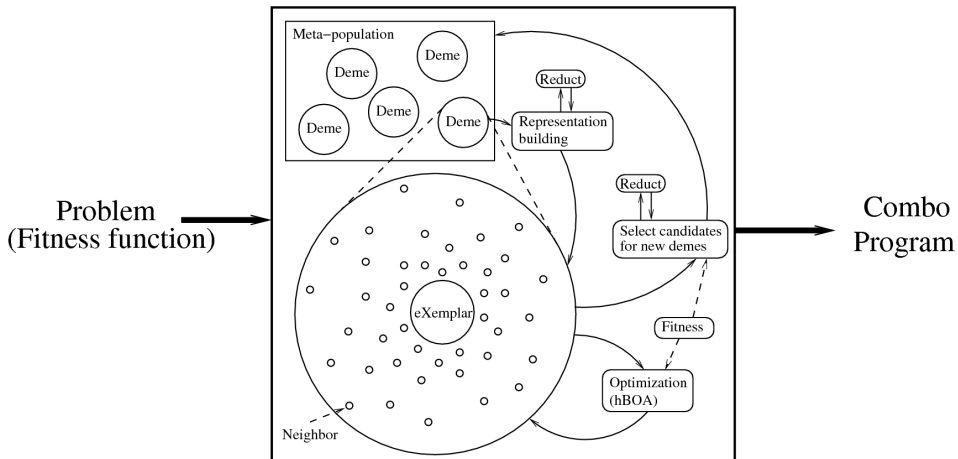 Problem
(Fitness function)
Meta-population
Deme
Deme
Deme
Deme
Deme
Reduct
Representation
building
Reduct
Select candidates
for new demes
eXemplar
Fitness
Optimization
(hBOA)
Neighbor
Combo
Program